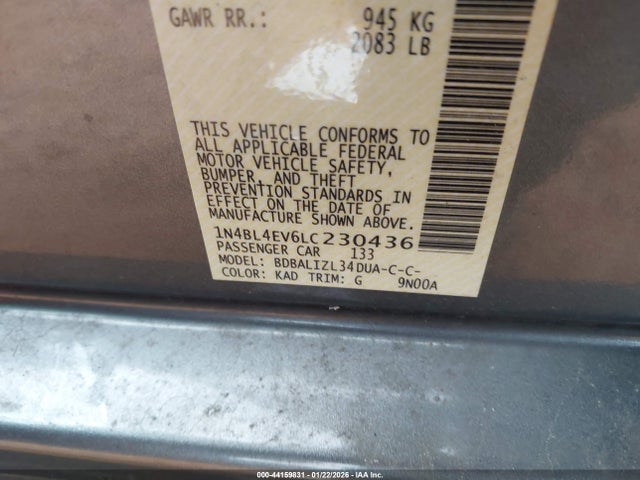 GAWR RR.: 945 KG
2083 LB
THIS VEHICLE CONFORMS TO
ALL APPLICABLE FEDERAL
MOTOR VEHICLE SAFETY,
BUMPER, AND THEFT
PREVENTION STANDARDS IN
EFFECT ON THE DATE OF
MANUFACTURE SHOWN ABOVE.
1N4BL4EV6LC230436
PASSENGER CAR 133
MODEL: BDBALIZL34DUA-C-C-
COLOR: KAD TRIM: G 9N00A
000-44159831 - 01/22/2026 - IAA Inc. - Copart